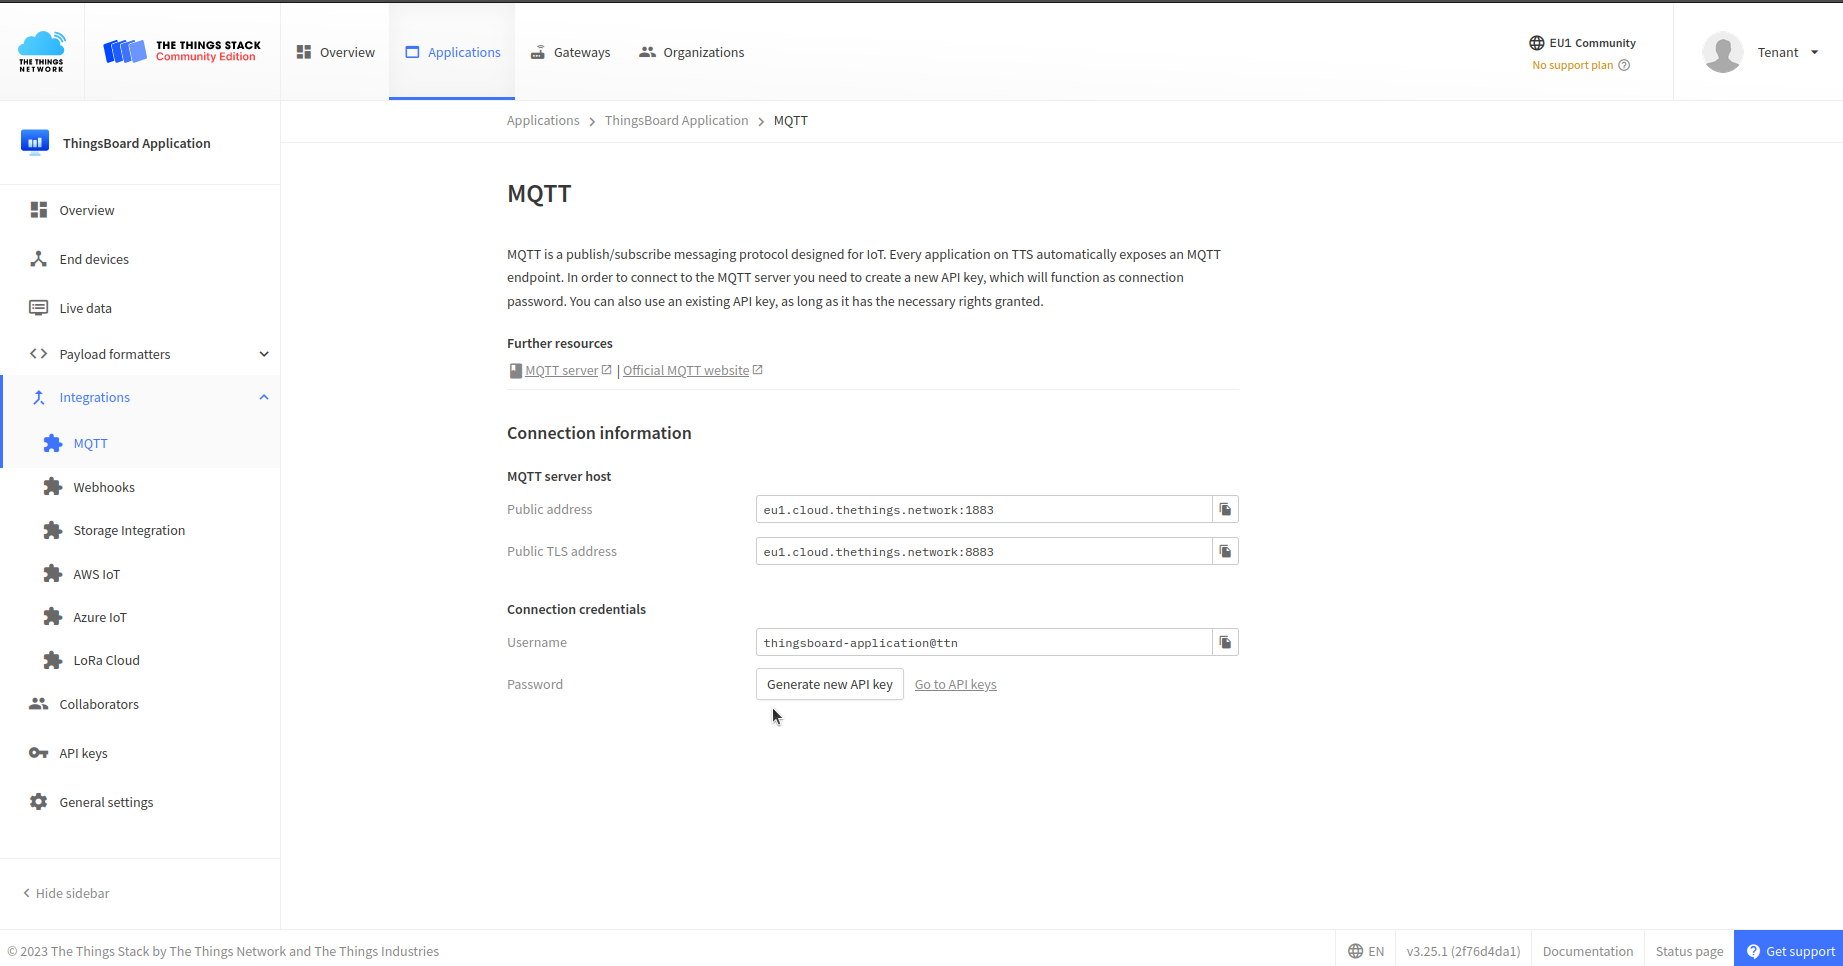 THE THINGS
NETWORK
THE THINGS STACK
Community Edition
Overview
Applications
Gateways
Organizations
EU1 Community
No support plan
Tenant
ThingsBoard Application
Overview
End devices
Live data
Payload formatters
Integrations
MQTT
Webhooks
Storage Integration
AWS IoT
Azure IoT
LoRa Cloud
Collaborators
API keys
General settings
Hide sidebar
Applications > ThingsBoard Application > MQTT
MQTT
MQTT is a publish/subscribe messaging protocol designed for IoT. Every application on TTS automatically exposes an MQTT
endpoint. In order to connect to the MQTT server you need to create a new API key, which will function as connection
password. You can also use an existing API key, as long as it has the necessary rights granted.
Further resources
MQTT server | Official MQTT website
Connection information
MQTT server host
Public address eu1.cloud.thethings.network:1883
Public TLS address eu1.cloud.thethings.network:8883
Connection credentials
Username thingsboard-application@ttn
Password Generate new API key Go to API keys
© 2023 The Things Stack by The Things Network and The Things Industries
EN
v3.25.1 (2f76d4da1)
Documentation
Status page
Get support